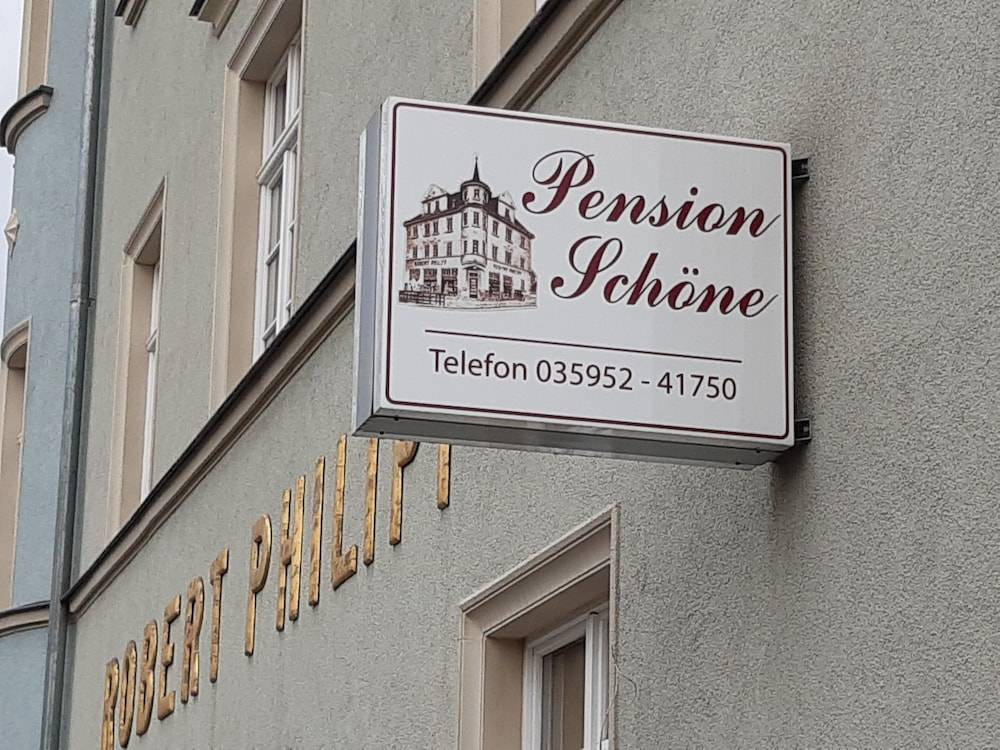 Pension
Schöne
Telefon 035952 - 41750
ROBERT PHILIPP